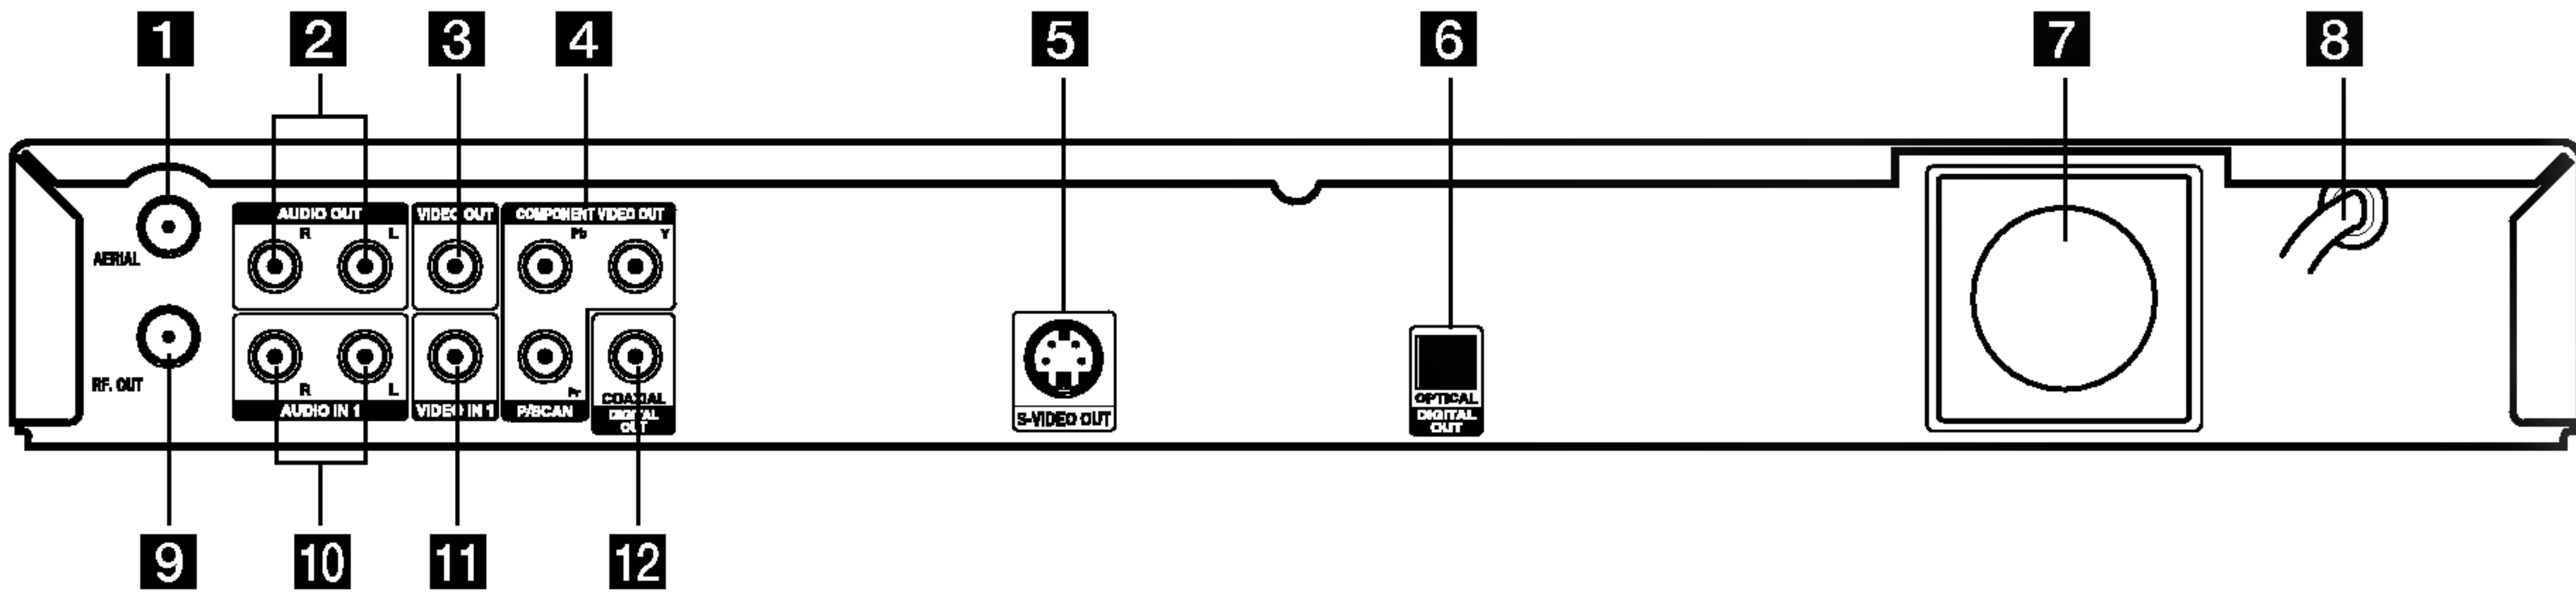 1 2 3 4 5 6 7 8
AUDIO OUT VIDEO OUT COMPONENT VIDEO OUT
R L Pb Y
AERIAL
RF. OUT
R L Pr COAXIAL
AUDIO IN 1 VIDEO IN 1 P/SCAN DIGITAL
OUT
S-VIDEO OUT
OPTICAL
DIGITAL
OUT
9 10 11 12